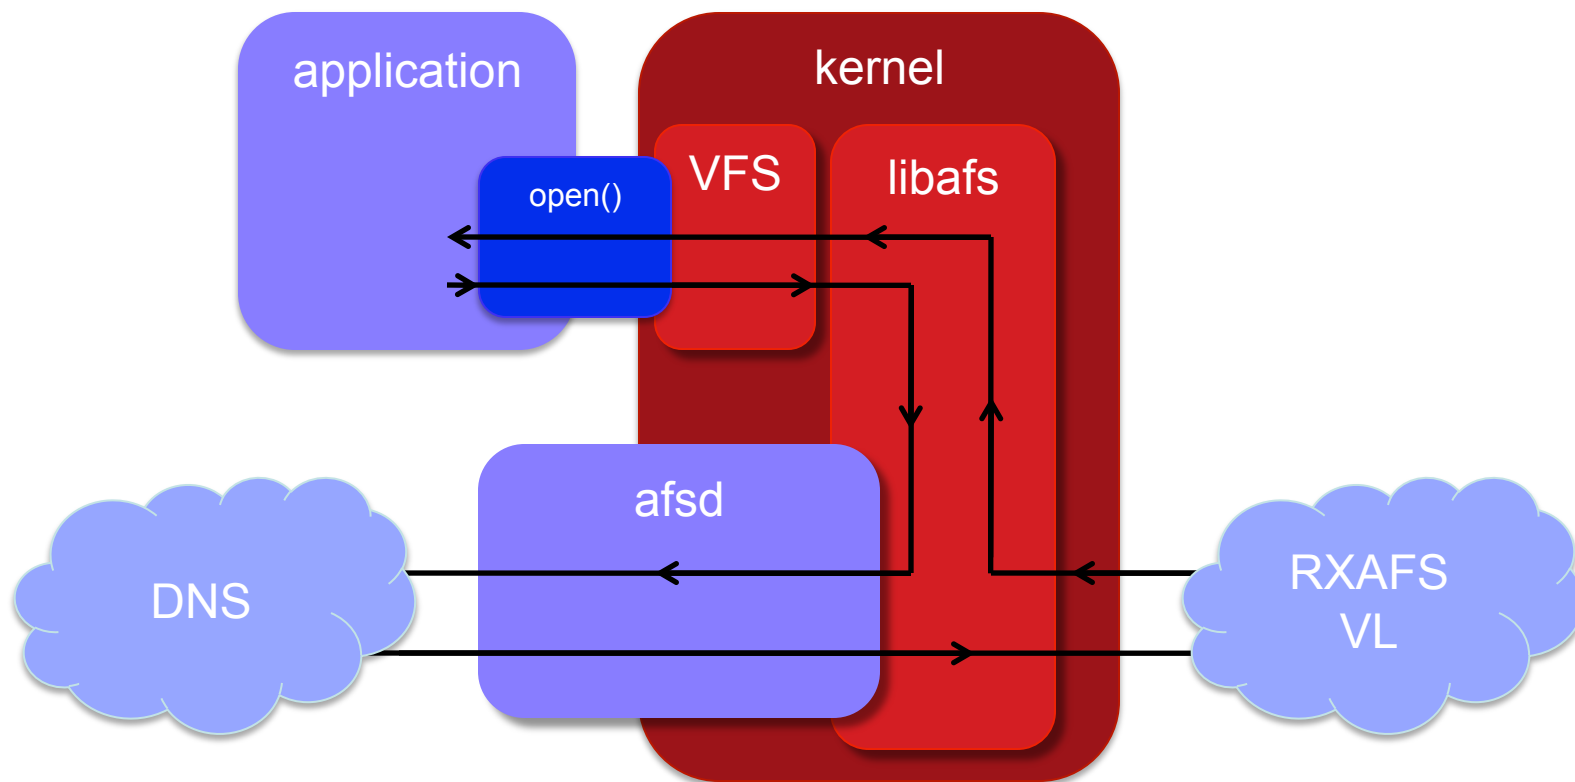 application
kernel
VFS
libafs
open()
afsd
DNS
RXAFS
VL